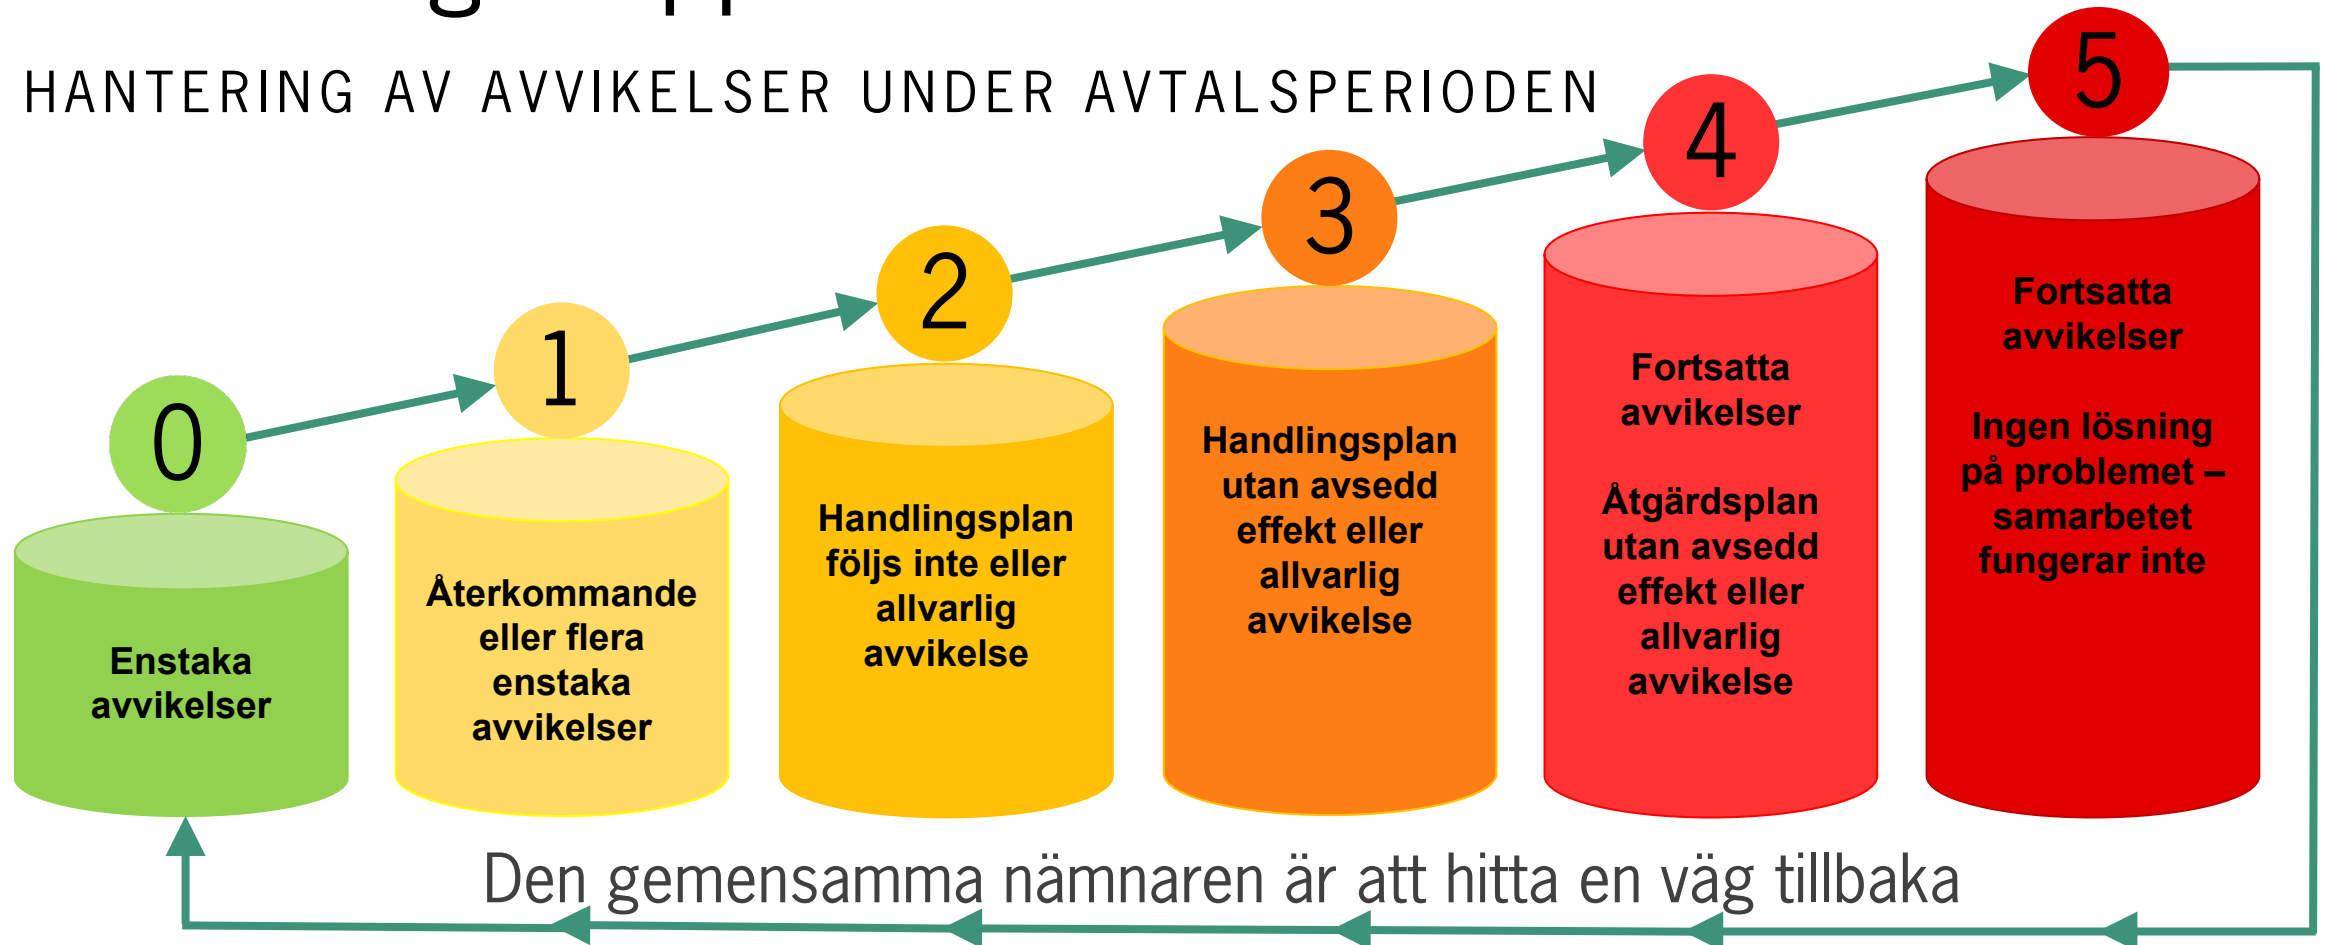 HANTERING AV AVVIKELSER UNDER AVTALSPERIODEN
0
Enstaka
avvikelser
1
Återkommande
eller flera
enstaka
avvikelser
2
Handlingsplan
följs inte eller
allvarlig
avvikelse
3
Handlingsplan
utan avsedd
effekt eller
allvarlig
avvikelse
4
Fortsatta
avvikelser
Åtgärdsplan
utan avsedd
effekt eller
allvarlig
avvikelse
5
Fortsatta
avvikelser
Ingen lösning
på problemet –
samarbetet
fungerar inte
Den gemensamma nämnaren är att hitta en väg tillbaka